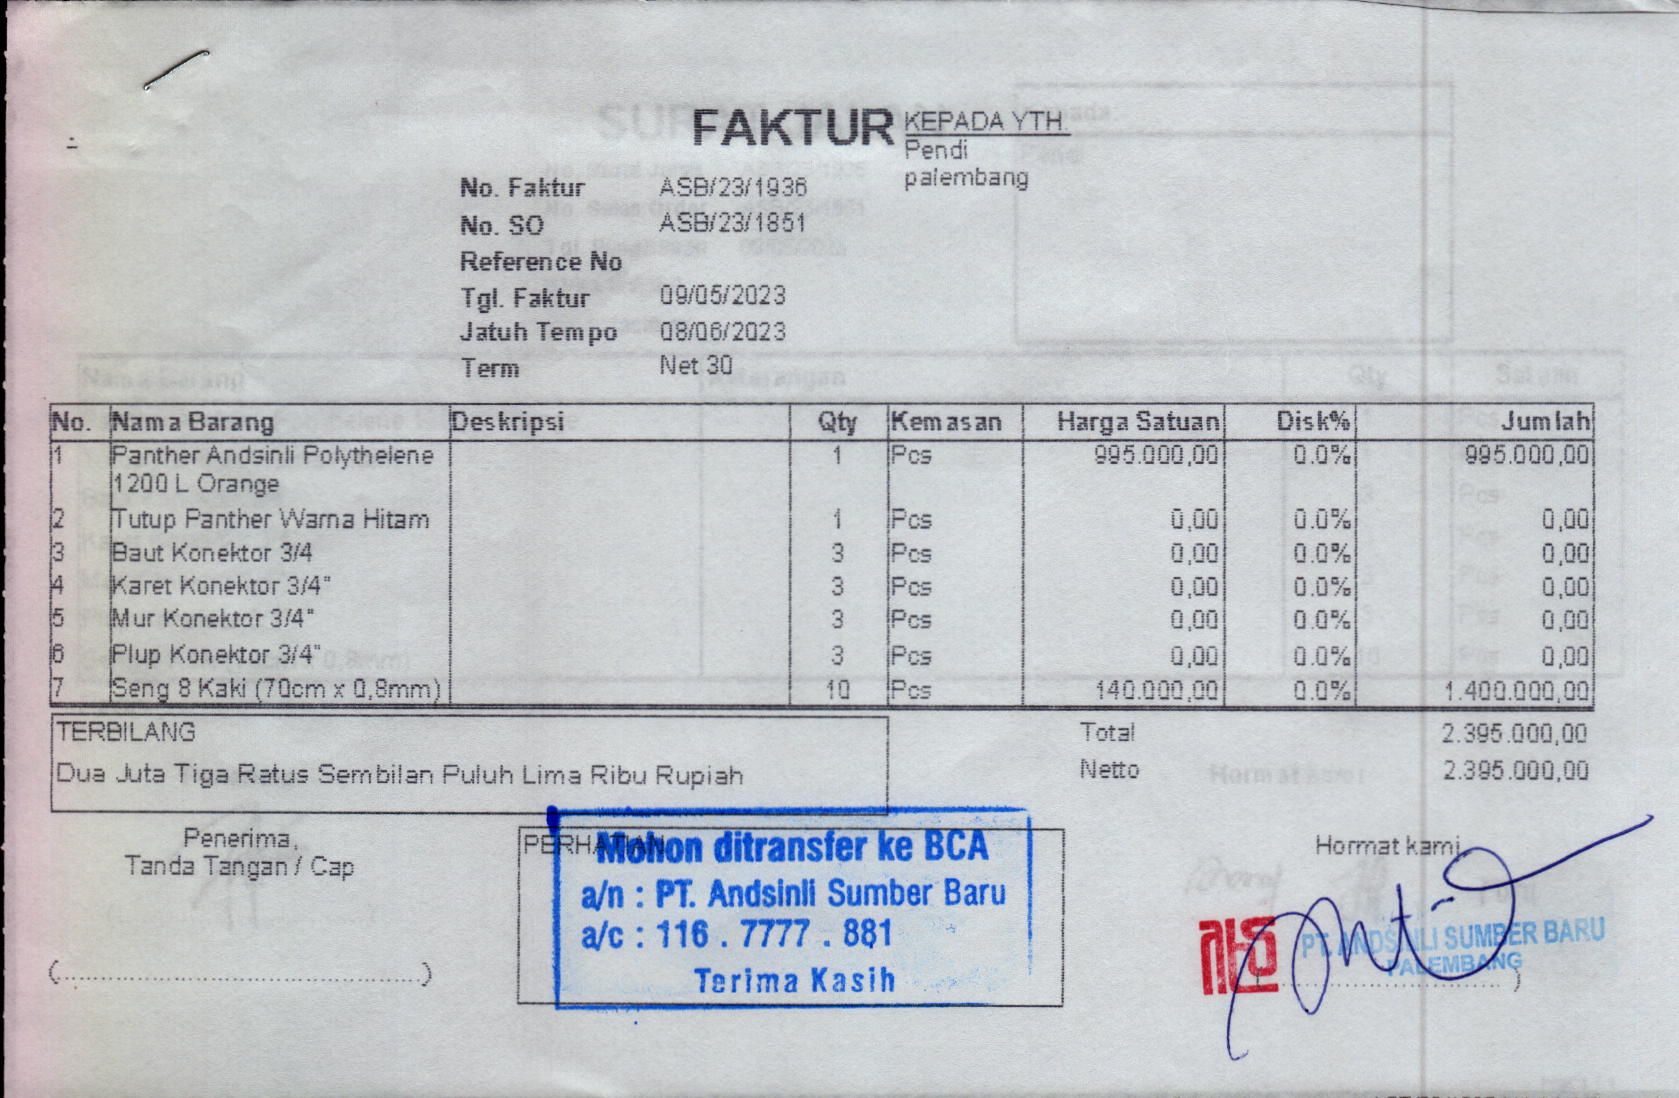 FAKTUR
KEPADA YTH.
Pendi
palembang
No. Faktur ASB/23/1936
No. SO ASB/23/1851
Reference No
Tgl. Faktur 09/05/2023
Jatuh Tempo 08/06/2023
Term Net 30
No. Nama Barang Deskripsi Qty Kemasan Harga Satuan Disk% Jumlah
1 Panther Andsinli Polythelene 1 Pcs 995.000,00 0.0% 995.000,00
1200 L Orange
2 Tutup Panther Warna Hitam 1 Pcs 0,00 0.0% 0,00
3 Baut Konektor 3/4 3 Pcs 0,00 0.0% 0,00
4 Karet Konektor 3/4" 3 Pcs 0,00 0.0% 0,00
5 Mur Konektor 3/4" 3 Pcs 0,00 0.0% 0,00
6 Plup Konektor 3/4" 3 Pcs 0,00 0.0% 0,00
7 Seng 8 Kaki (70cm x 0,8mm) 10 Pcs 140.000,00 0.0% 1.400.000,00
TERBILANG
Dua Juta Tiga Ratus Sembilan Puluh Lima Ribu Rupiah
Total 2.395.000,00
Netto 2.395.000,00
Penerima,
Tanda Tangan / Cap
PERHATIAN
Mohon ditransfer ke BCA
a/n : PT. Andsinli Sumber Baru
a/c : 116 . 7777 . 881
Terima Kasih
Hormat kami
PT. ANDSINLI SUMBER BARU
PALEMBANG